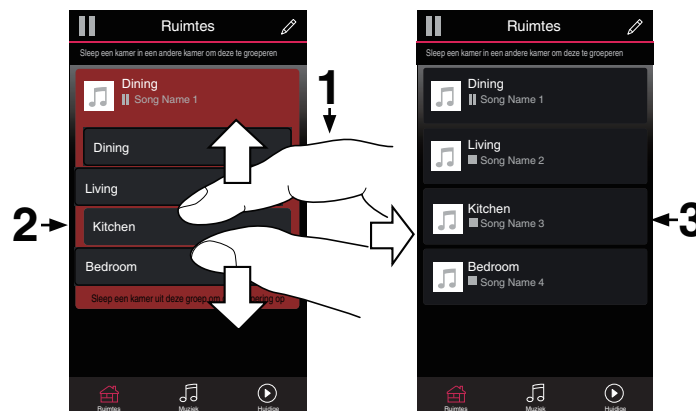 Ruimtes
Sleep een kamer in een andere kamer om deze te groeperen
Dining
Song Name 1
Dining
Living
Kitchen
Bedroom
Sleep een kamer uit deze groep om
ering op
Ruimtes
Muziek
Huidige
1
2
Ruimtes
Sleep een kamer in een andere kamer om deze te groeperen
Dining
Song Name 1
Living
Song Name 2
Kitchen
Song Name 3
Bedroom
Song Name 4
Ruimtes
Muziek
Huidige
3